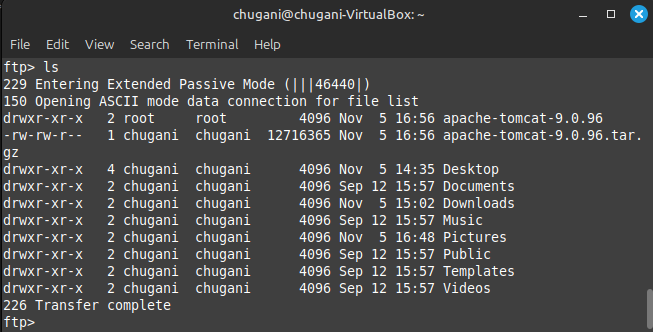 chugani@chugani-VirtualBox: ~
File Edit View Search Terminal Help
ftp> ls
229 Entering Extended Passive Mode (|||46440|)
150 Opening ASCII mode data connection for file list
drwxr-xr-x   2 root     root         4096 Nov  5 16:56 apache-tomcat-9.0.96
-rw-rw-r--   1 chugani  chugani  12716365 Nov  5 16:56 apache-tomcat-9.0.96.tar.
gz
drwxr-xr-x   4 chugani  chugani      4096 Nov  5 14:35 Desktop
drwxr-xr-x   2 chugani  chugani      4096 Sep 12 15:57 Documents
drwxr-xr-x   2 chugani  chugani      4096 Nov  5 15:02 Downloads
drwxr-xr-x   2 chugani  chugani      4096 Sep 12 15:57 Music
drwxr-xr-x   2 chugani  chugani      4096 Nov  5 16:48 Pictures
drwxr-xr-x   2 chugani  chugani      4096 Sep 12 15:57 Public
drwxr-xr-x   2 chugani  chugani      4096 Sep 12 15:57 Templates
drwxr-xr-x   2 chugani  chugani      4096 Sep 12 15:57 Videos
226 Transfer complete
ftp>